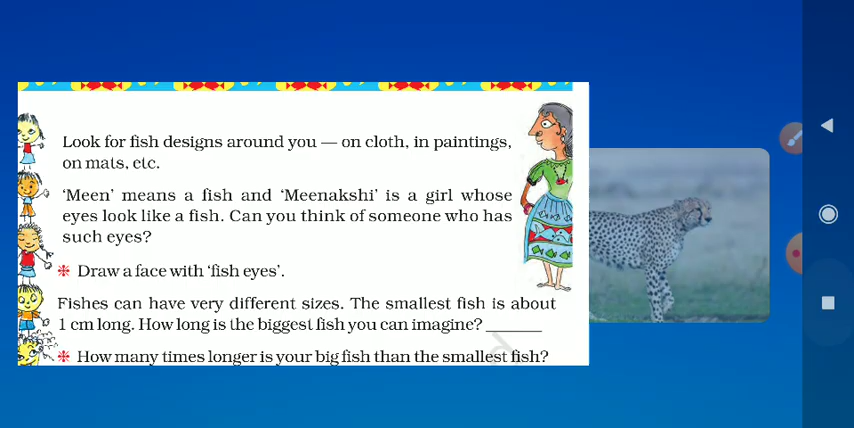 Look for fish designs around you — on cloth, in paintings,
on mats, etc.
‘Meen’ means a fish and ‘Meenakshi’ is a girl whose
eyes look like a fish. Can you think of someone who has
such eyes?
❋ Draw a face with ‘fish eyes’.
Fishes can have very different sizes. The smallest fish is about
1 cm long. How long is the biggest fish you can imagine? _______
❋ How many times longer is your big fish than the smallest fish?